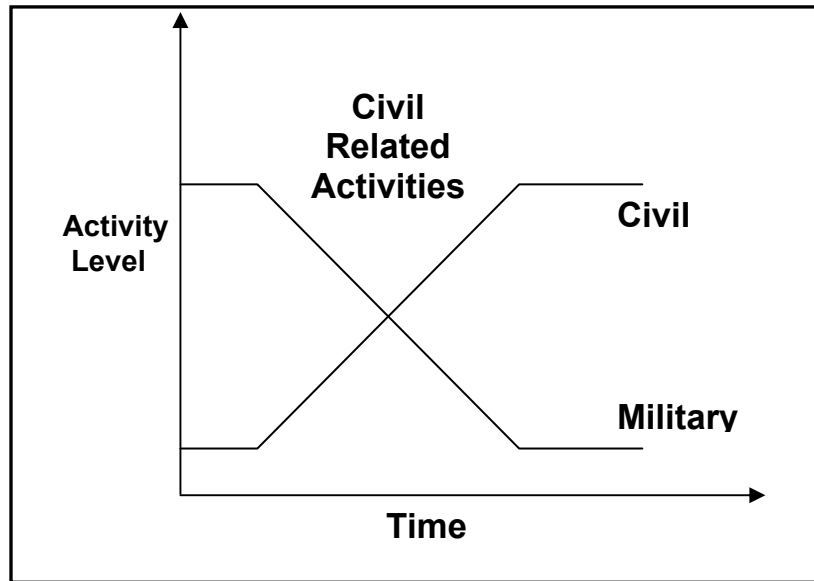 Civil
Related
Activities
Activity
Level
Civil
Military
Time